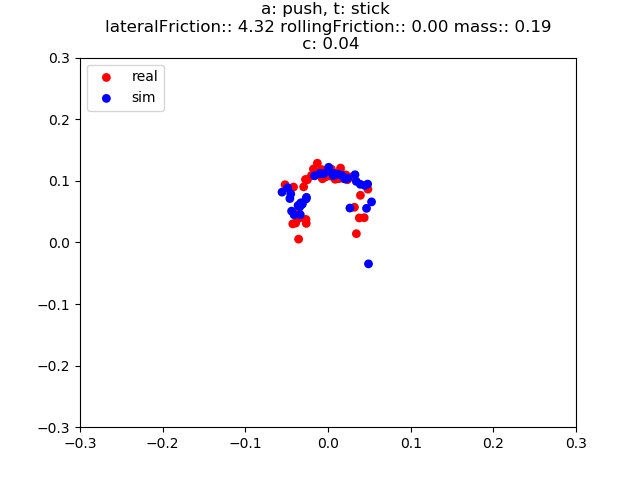 a: push, t: stick
lateralFriction:: 4.32 rollingFriction:: 0.00 mass:: 0.19
c: 0.04
real
sim
0.3
0.2
0.1
0.0
−0.1
−0.2
−0.3
−0.3 −0.2 −0.1 0.0 0.1 0.2 0.3